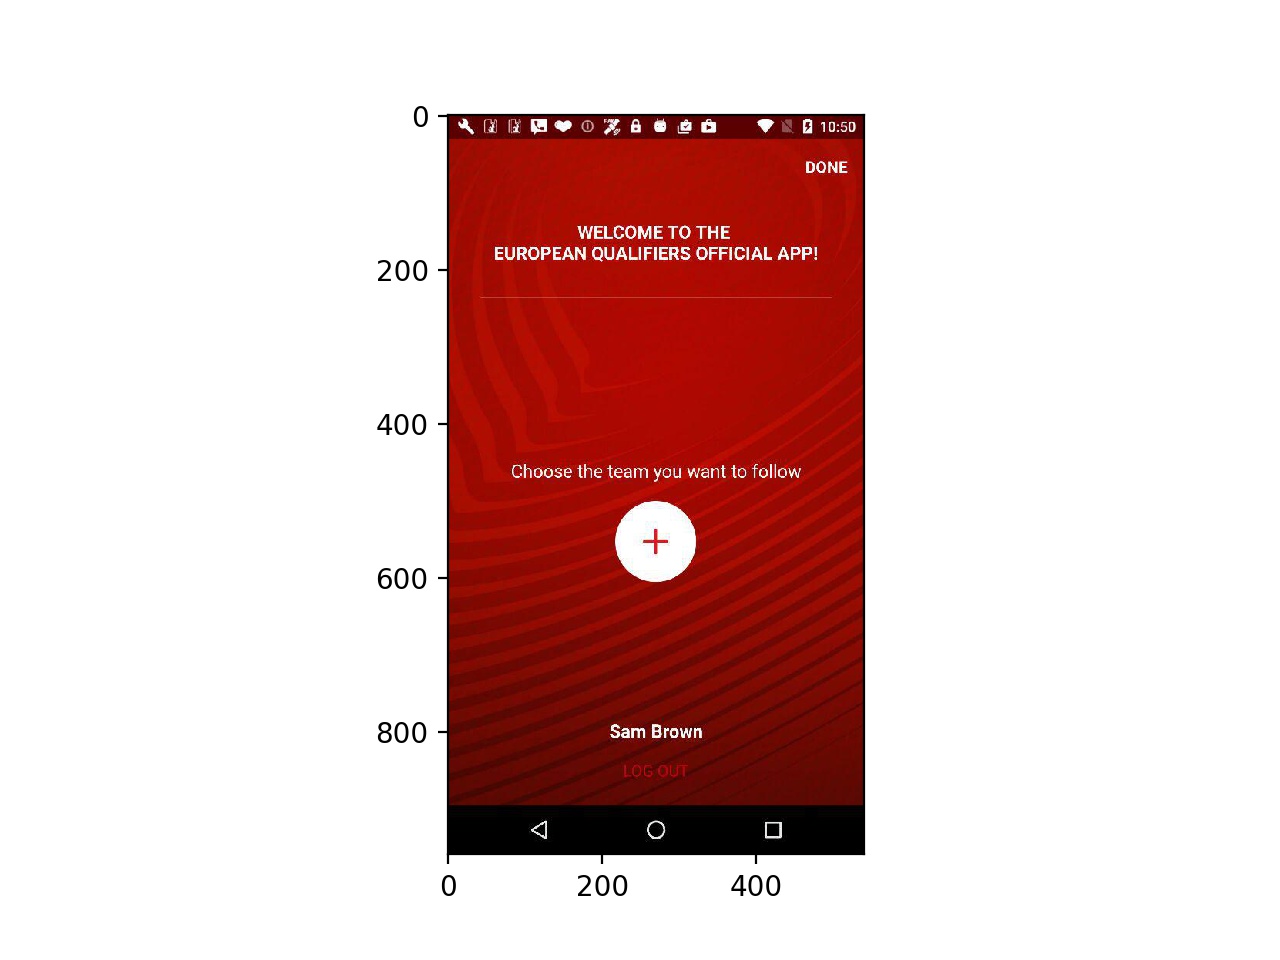 10:50
DONE
WELCOME TO THE
EUROPEAN QUALIFIERS OFFICIAL APP!
Choose the team you want to follow
Sam Brown
LOG OUT
0
200
400
600
800
0
200
400